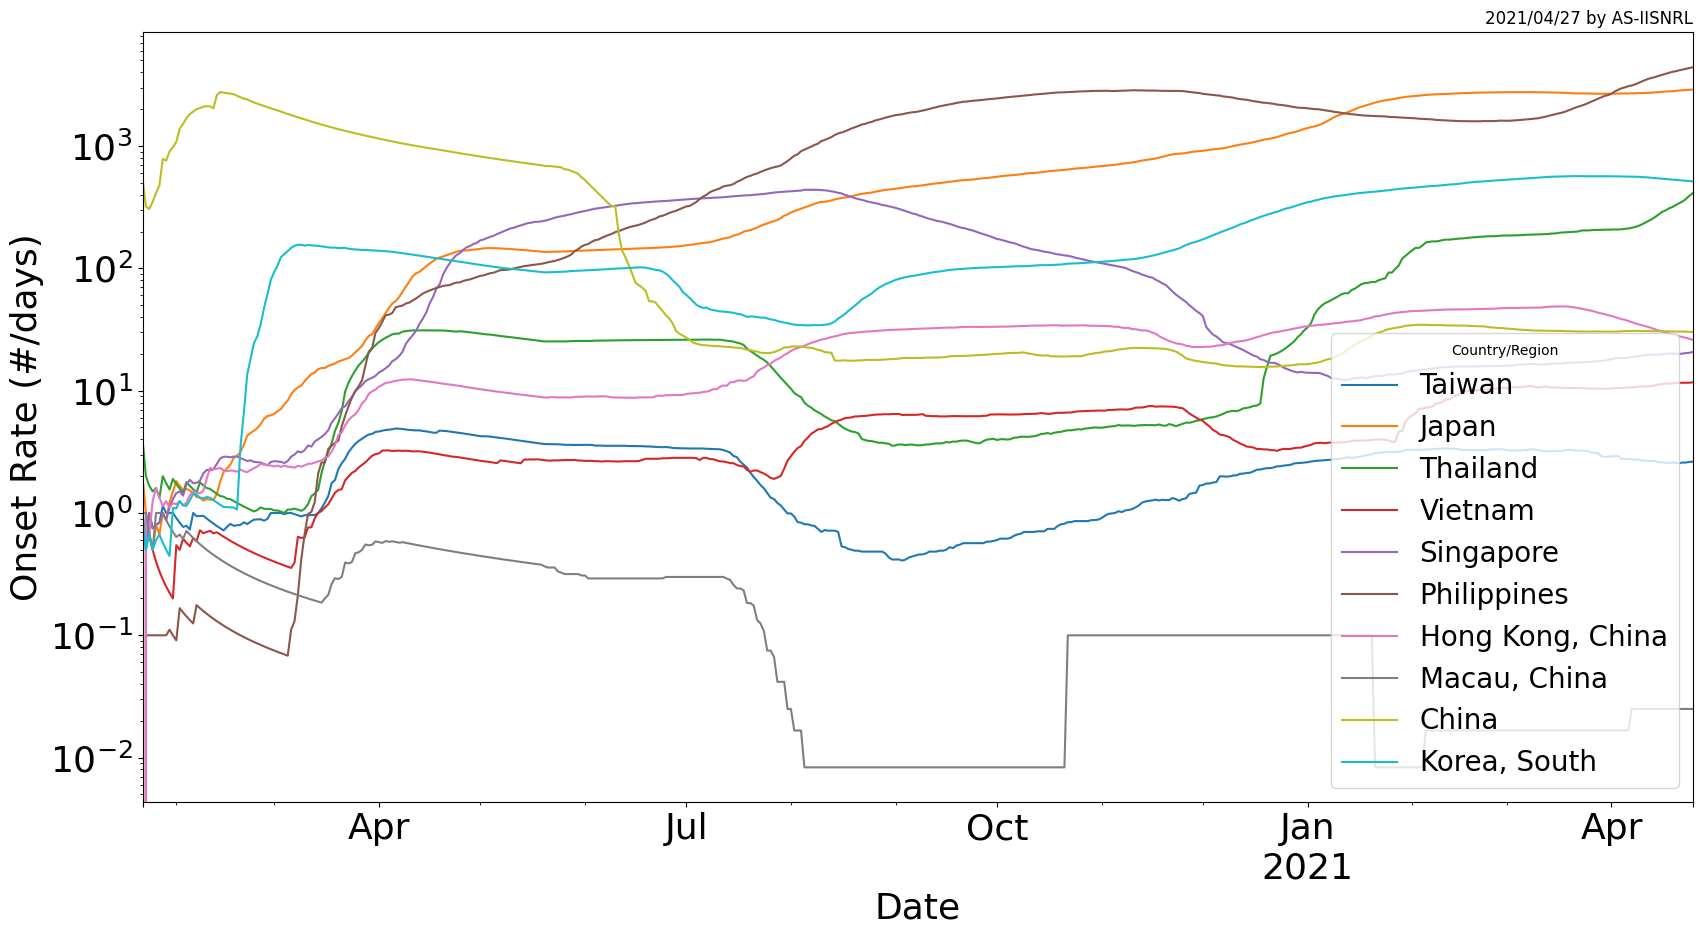 2021/04/27 by AS-IISNRL
Onset Rate (#/days)
10³
10²
10¹
10⁰
10⁻¹
10⁻²
Country/Region
Taiwan
Japan
Thailand
Vietnam
Singapore
Philippines
Hong Kong, China
Macau, China
China
Korea, South
Apr Jul Oct Jan Apr
2021
Date